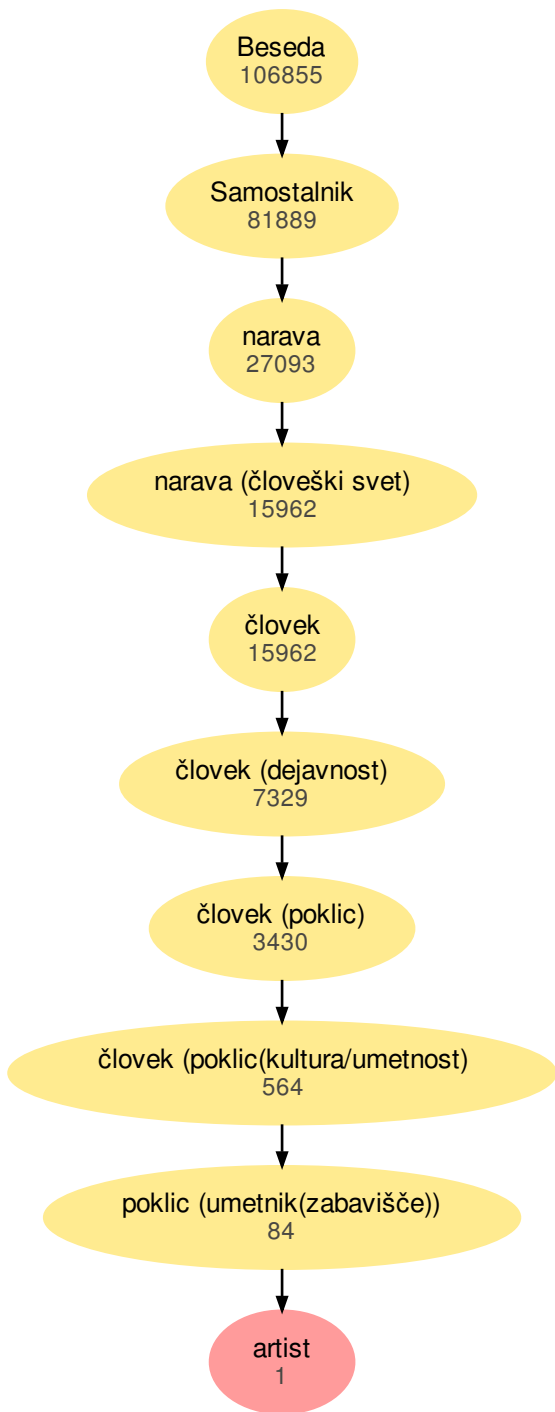 Beseda
106855
Samostalnik
81889
narava
27093
narava (človeški svet)
15962
človek
15962
človek (dejavnost)
7329
človek (poklic)
3430
človek (poklic(kultura/umetnost)
564
poklic (umetnik(zabavišče))
84
artist
1